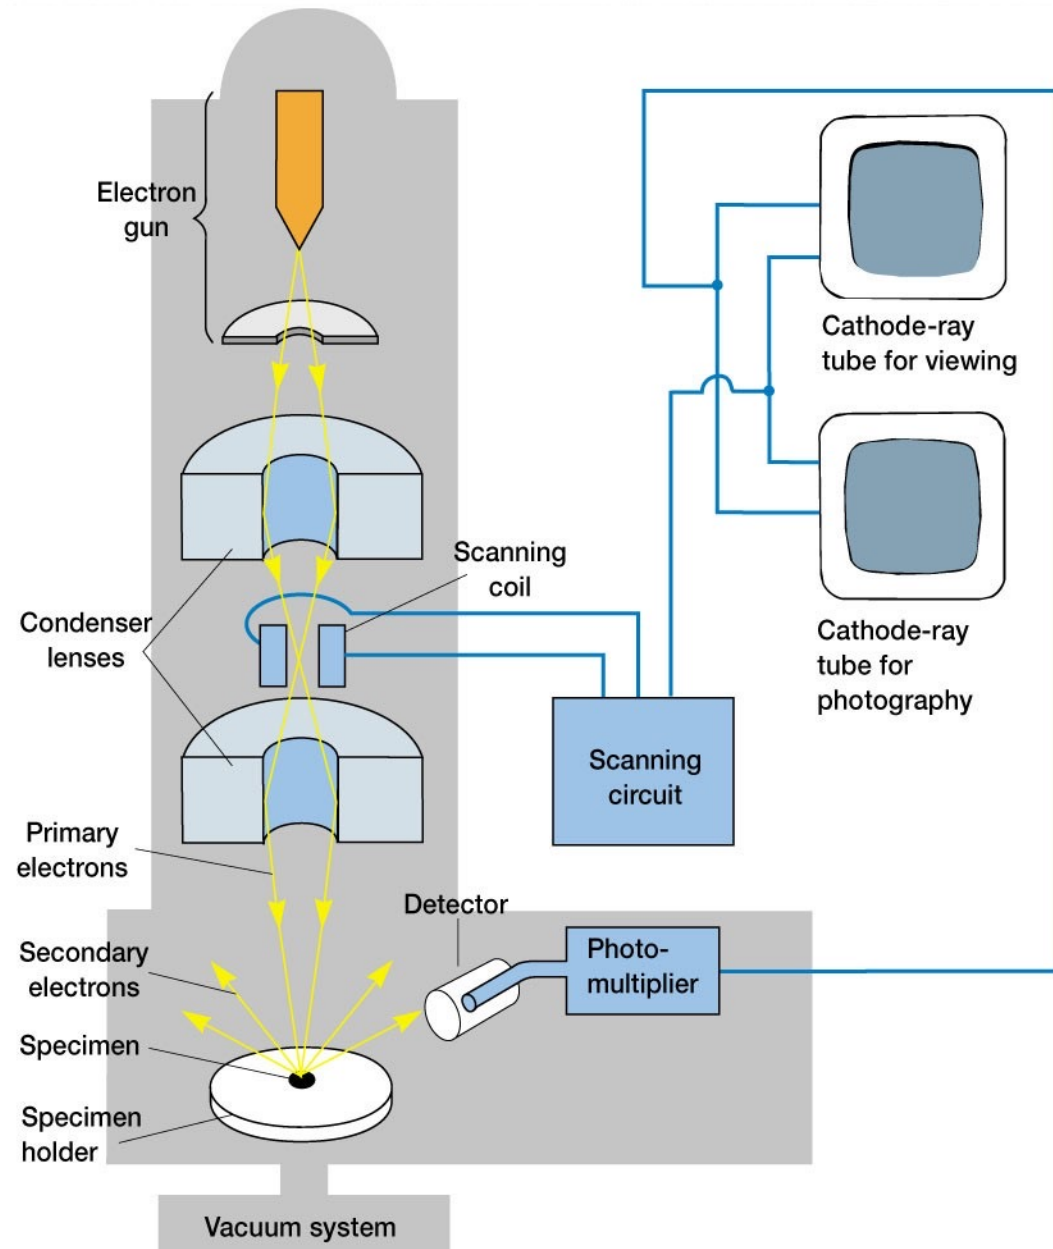 Electron
gun
Cathode-ray
tube for viewing
Scanning
coil
Condenser
lenses
Cathode-ray
tube for
photography
Scanning
circuit
Primary
electrons
Detector
Secondary
electrons
Photo-
multiplier
Specimen
Specimen
holder
Vacuum system